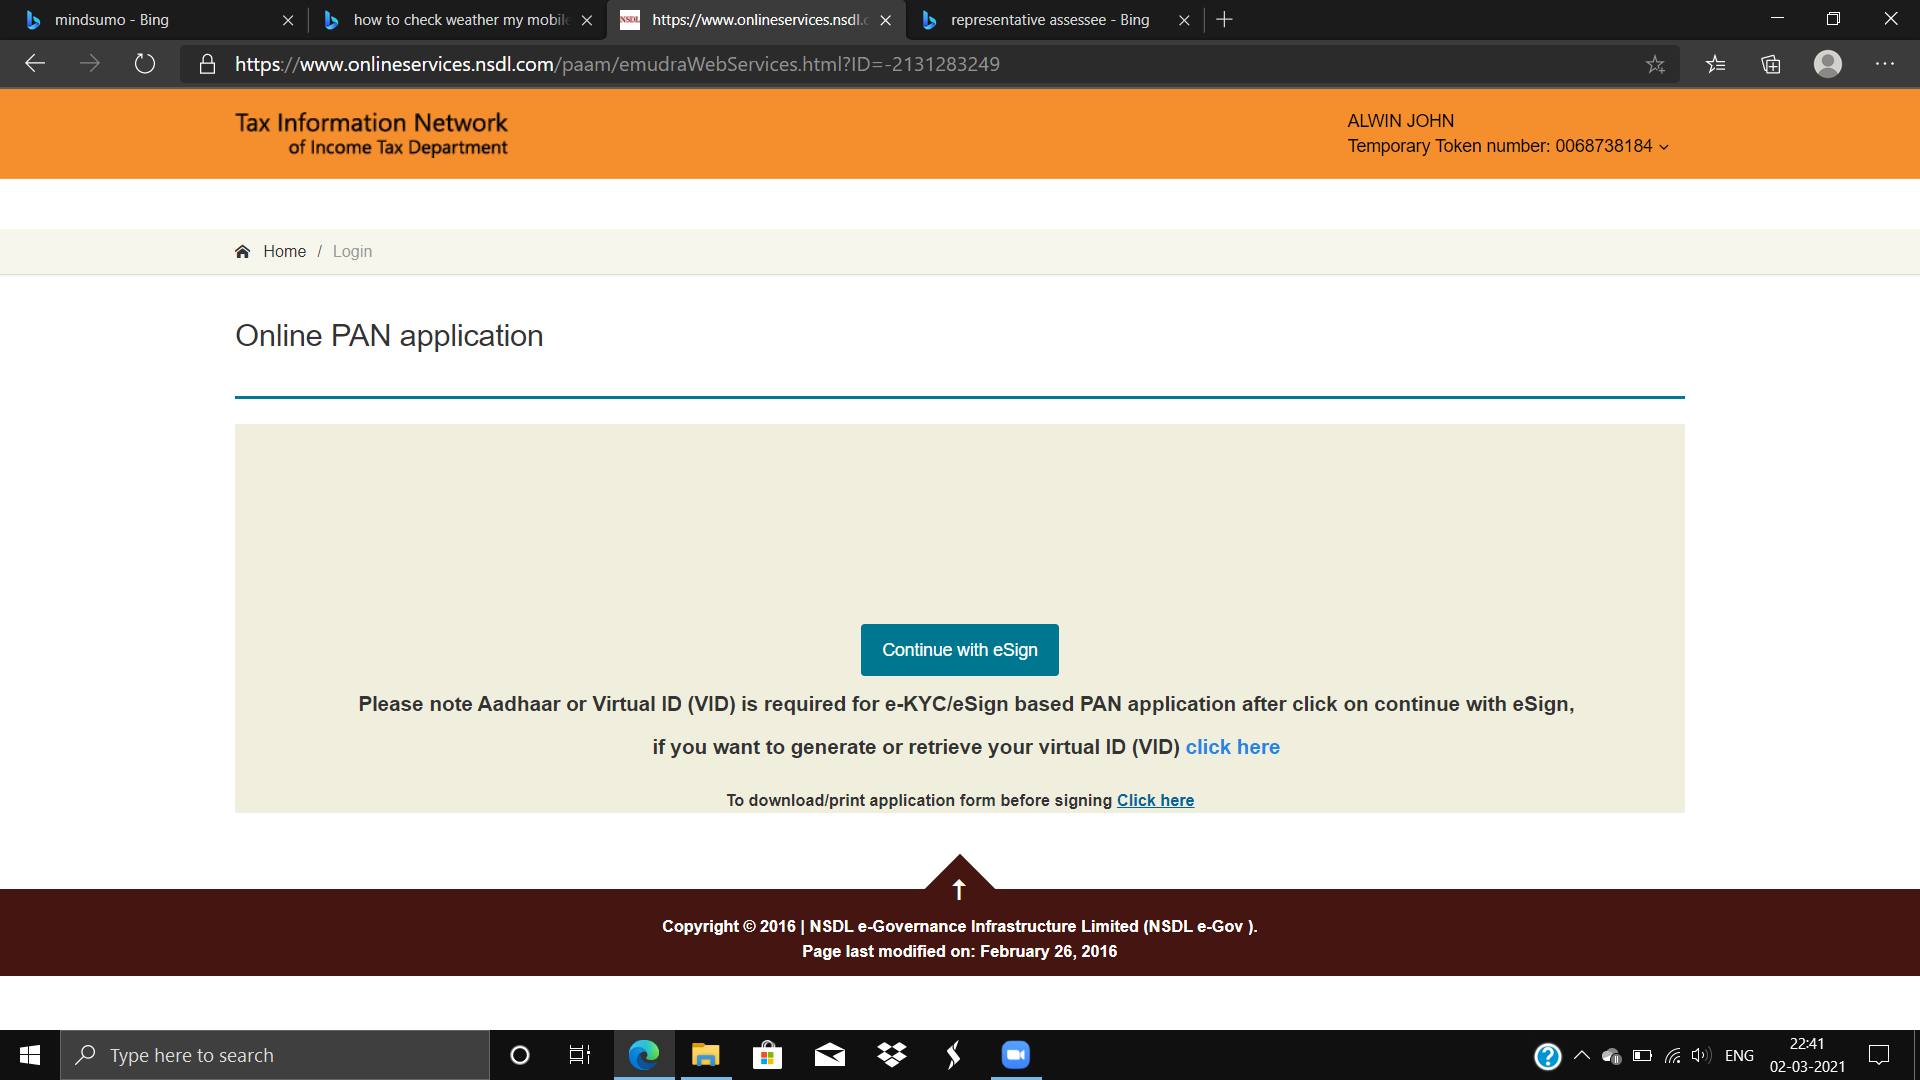 mindsumo - Bing
how to check weather my mobile
NSDL
https://www.onlineservices.nsdl.c
representative assessee - Bing
https://www.onlineservices.nsdl.com/paam/emudraWebServices.html?ID=-2131283249
Tax Information Network
of Income Tax Department
ALWIN JOHN
Temporary Token number: 0068738184
Home / Login
Online PAN application
Continue with eSign
Please note Aadhaar or Virtual ID (VID) is required for e-KYC/eSign based PAN application after click on continue with eSign,
if you want to generate or retrieve your virtual ID (VID) click here
To download/print application form before signing Click here
Copyright © 2016 | NSDL e-Governance Infrastructure Limited (NSDL e-Gov ).
Page last modified on: February 26, 2016
Type here to search
ENG
22:41
02-03-2021